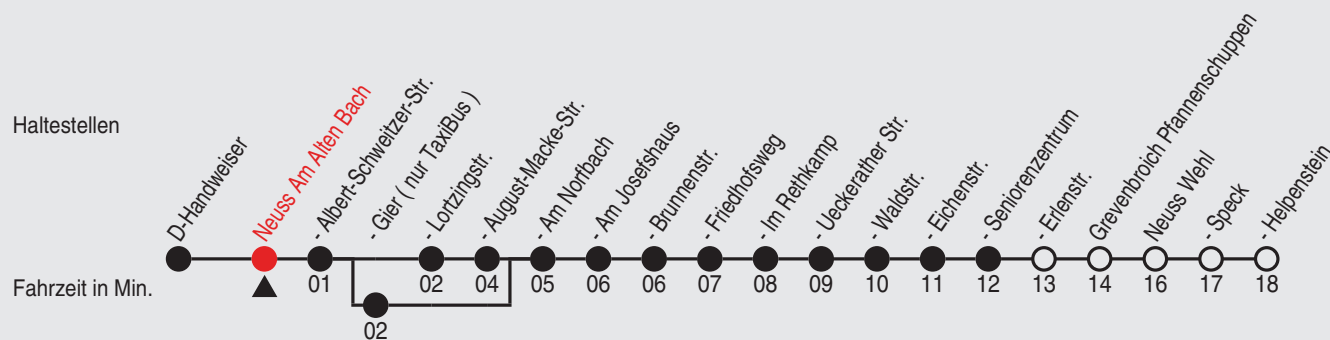 Haltestellen
D-Handweiser
Neuss Am Alten Bach
- Albert-Schweitzer-Str.
- Gier ( nur TaxiBus )
- Lortzingstr.
- August-Macke-Str.
- Am Norfbach
- Am Josefshaus
- Brunnenstr.
- Friedhofsweg
- Im Rethkamp
- Ueckerather Str.
- Waldstr.
- Eichenstr.
- Seniorenzentrum
- Erlenstr.
Grevenbroich Pfannenschuppen
Neuss Wehl
- Speck
- Helpenstein
Fahrzeit in Min.
01 02 04 05 06 06 07 08 09 10 11 12 13 14 16 17 18
02